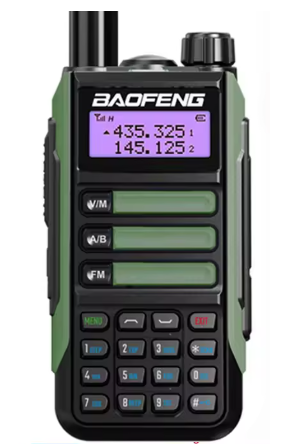 BAOFENG
H
435.325 1
145.125 2
V/M
A/B
FM
MENU
EXIT
1 2 3 *
4 5 6 0
7 8 9 #